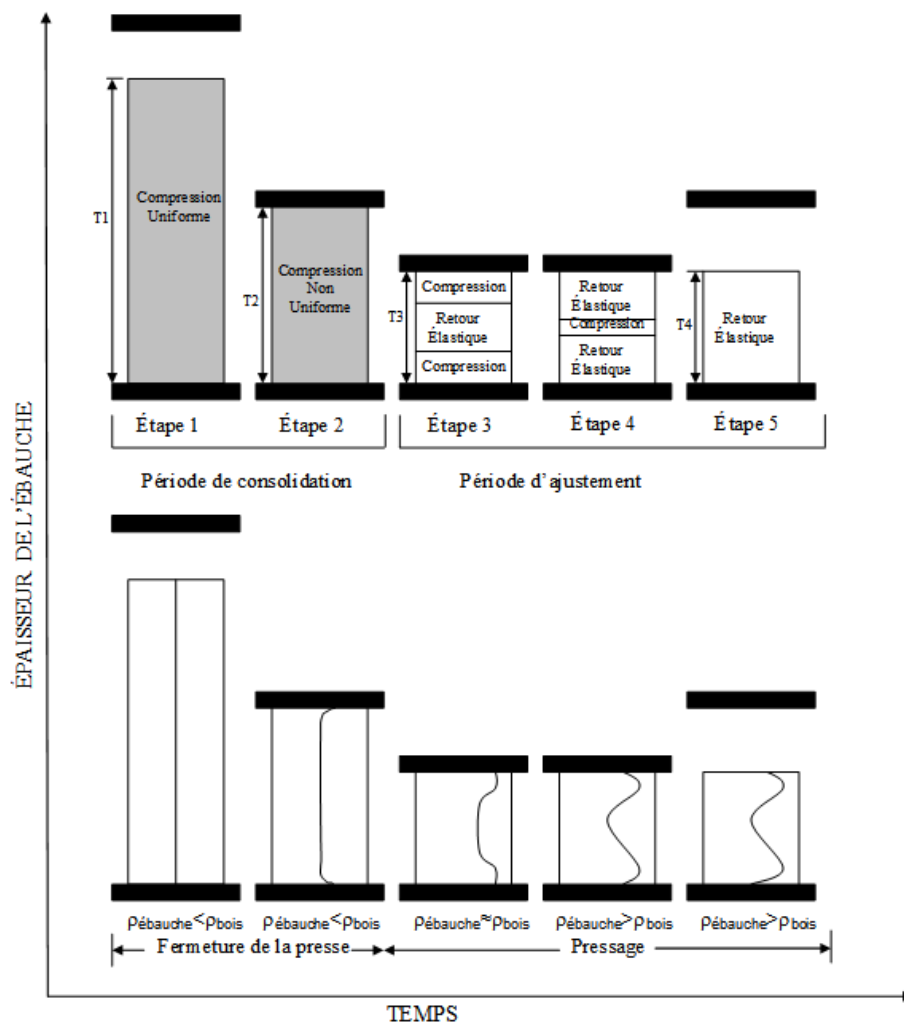 Compression
Uniforme
T1
Compression
Non
Uniforme
T2
Compression
Retour
Élastique
Compression
T3
Retour
Élastique
Compression
Retour
Élastique
Retour
Élastique
T4
Étape 1
Étape 2
Étape 3
Étape 4
Étape 5
Période de consolidation
Période d'ajustement
ÉPAISSEUR DE L'ÉBAUCHE
ρébauche<ρbois
ρébauche<ρbois
ρébauche≈ρbois
ρébauche>ρbois
ρébauche>ρbois
Fermeture de la presse
Pressage
TEMPS